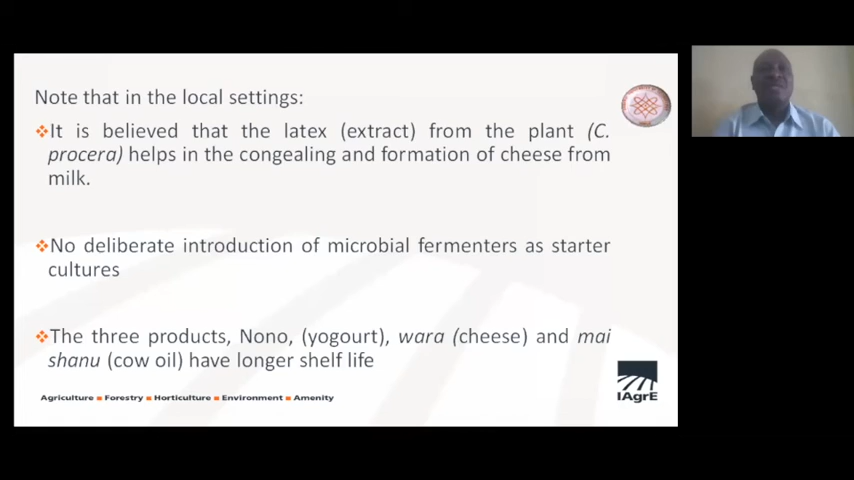 Note that in the local settings:
❖It is believed that the latex (extract) from the plant (C.
procera) helps in the congealing and formation of cheese from
milk.
❖No deliberate introduction of microbial fermenters as starter
cultures
❖The three products, Nono, (yogourt), wara (cheese) and mai
shanu (cow oil) have longer shelf life
Agriculture ■ Forestry ■ Horticulture ■ Environment ■ Amenity
IAgrE